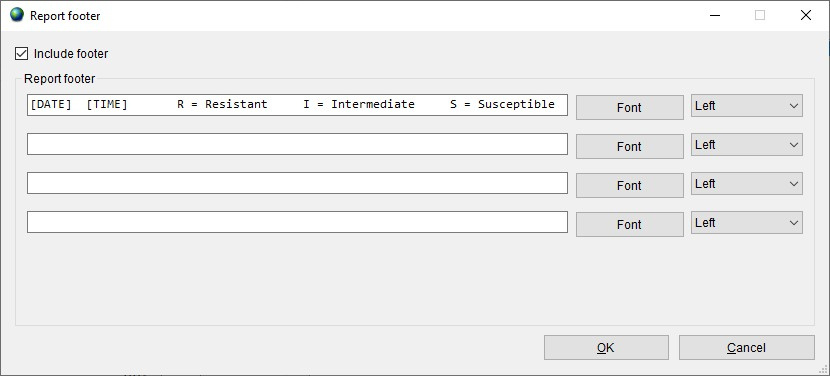 Report footer
Include footer
Report footer
[DATE]  [TIME]       R = Resistant     I = Intermediate     S = Susceptible
Font
Left
Font
Left
Font
Left
Font
Left
OK
Cancel